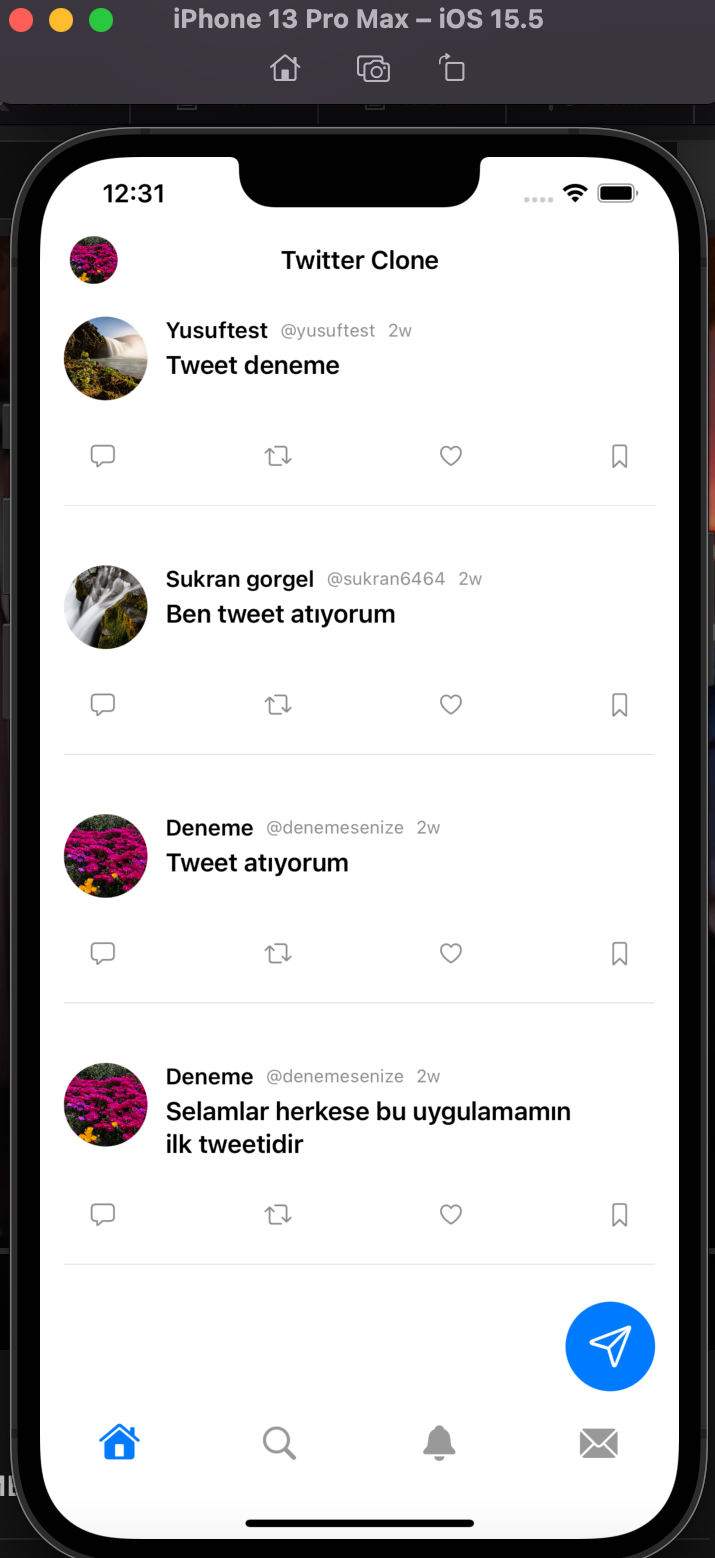 iPhone 13 Pro Max – iOS 15.5
12:31
Twitter Clone
Yusuftest @yusuftest 2w
Tweet deneme
Sukran gorgel @sukran6464 2w
Ben tweet atıyorum
Deneme @denemesenize 2w
Tweet atıyorum
Deneme @denemesenize 2w
Selamlar herkese bu uygulamamın
ilk tweetidir